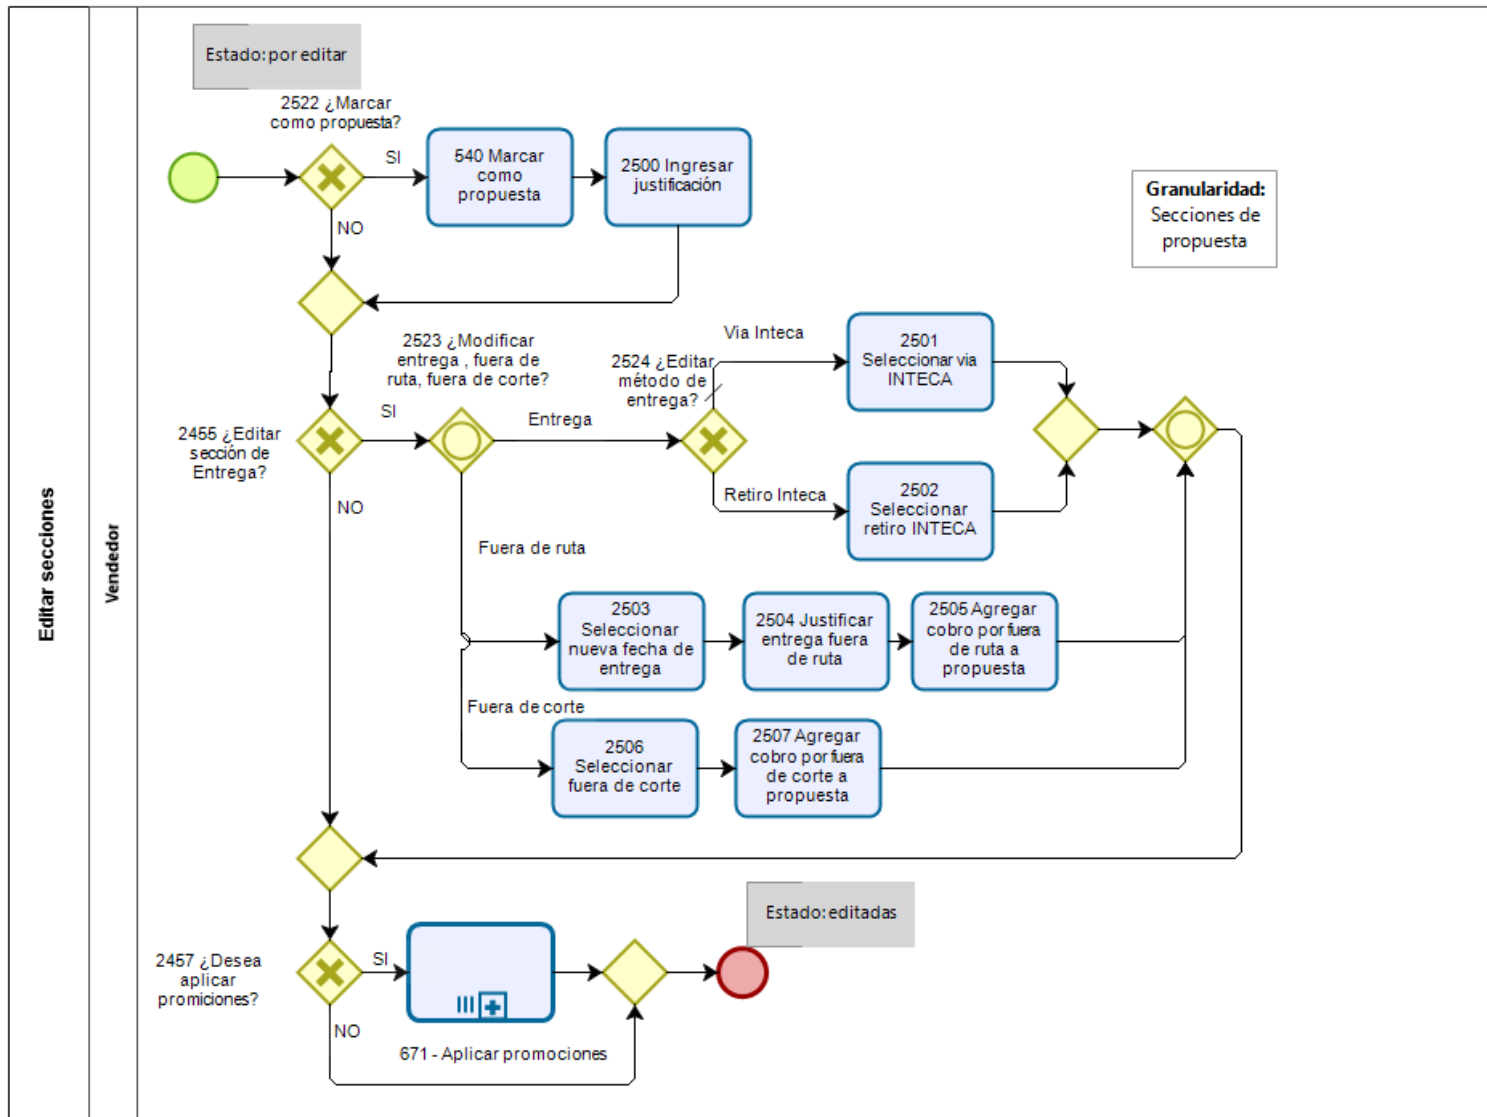 Estado: por editar
2522 ¿Marcar
como propuesta?
SI
540 Marcar
como
propuesta
2500 Ingresar
justificación
Granularidad:
Secciones de
propuesta
NO
2523 ¿Modificar
entrega , fuera de
ruta, fuera de corte?
2524 ¿Editar
método de
entrega?
Via Inteca
2501
Seleccionar via
INTECA
SI
Entrega
2455 ¿Editar
sección de
Entrega?
NO
Retiro Inteca
2502
Seleccionar
retiro INTECA
Fuera de ruta
2503
Seleccionar
nueva fecha de
entrega
2504 Justificar
entrega fuera
de ruta
2505 Agregar
cobro por fuera
de ruta a
propuesta
Fuera de corte
2506
Seleccionar
fuera de corte
2507 Agregar
cobro por fuera
de corte a
propuesta
Editar secciones
Vendedor
Estado: editadas
2457 ¿Desea
aplicar
promiciones?
SI
NO
671 - Aplicar promociones